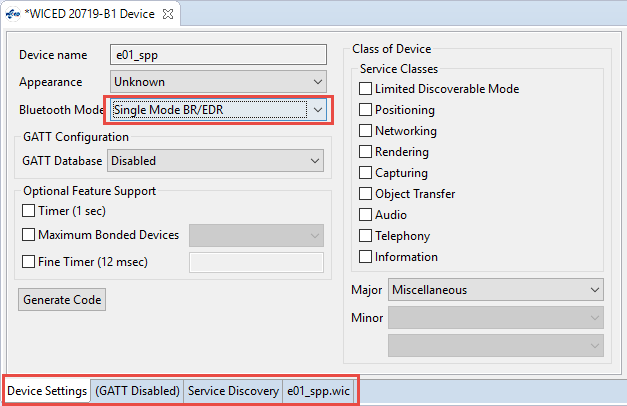 *WICED 20719-B1 Device
Device name e01_spp
Appearance Unknown
Bluetooth Mode Single Mode BR/EDR
GATT Configuration
GATT Database Disabled
Optional Feature Support
Timer (1 sec)
Maximum Bonded Devices
Fine Timer (12 msec)
Generate Code
Class of Device
Service Classes
Limited Discoverable Mode
Positioning
Networking
Rendering
Capturing
Object Transfer
Audio
Telephony
Information
Major Miscellaneous
Minor
Device Settings (GATT Disabled) Service Discovery e01_spp.wic